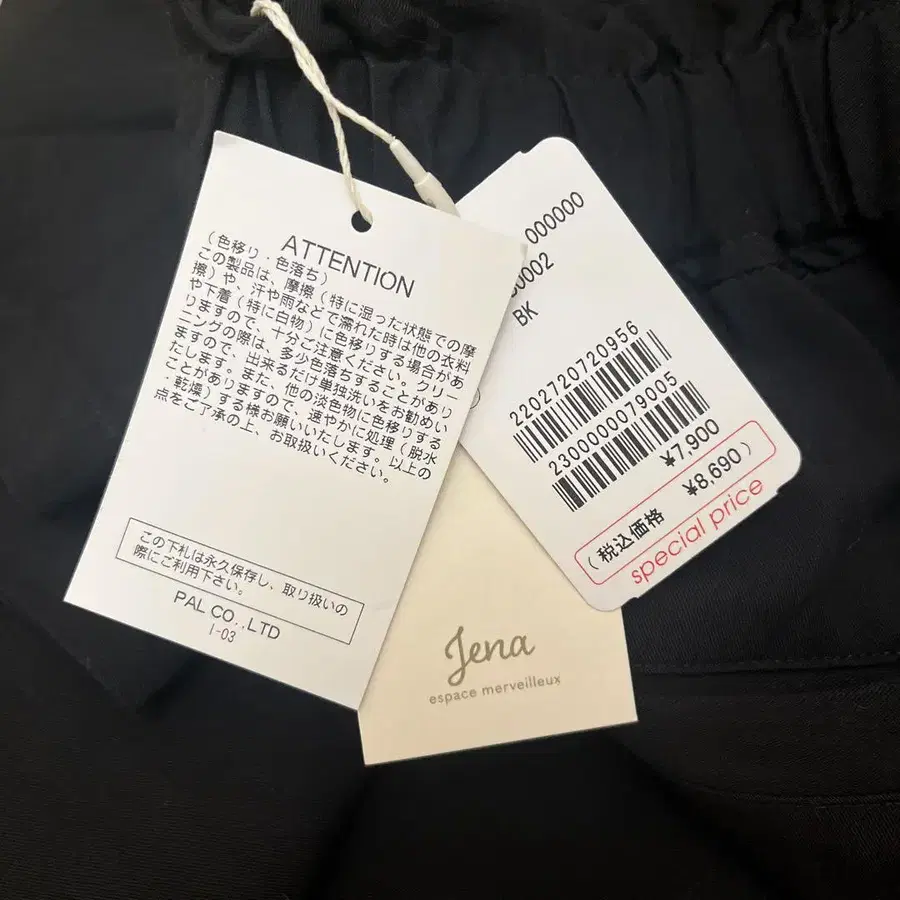 ATTENTION
(色移り・色落ち)
この製品は、摩擦(特に湿った状態での摩
擦)や、汗や雨などで濡れた時は他の衣料
や下着(特に白物)に色移りする場合があ
りますので、十分ご注意ください。クリー
ニングの際は、多少色落ちすることがあり
ますので、出来るだけ単独洗いをお勧めい
たします。また、他の淡色物に色移りする
ことがありますので、速やかに処理(脱水
・乾燥)する様お願いいたします。以上の
点をご了承の上、お取扱いください。
この下札は永久保存し、取り扱いの
際にご利用下さい。
PAL CO.,LTD
I-03
000000
0002
BK
2202720720956
2300000079005
¥7,900
(税込価格 ¥8,690)
special price
Jena
espace merveilleux